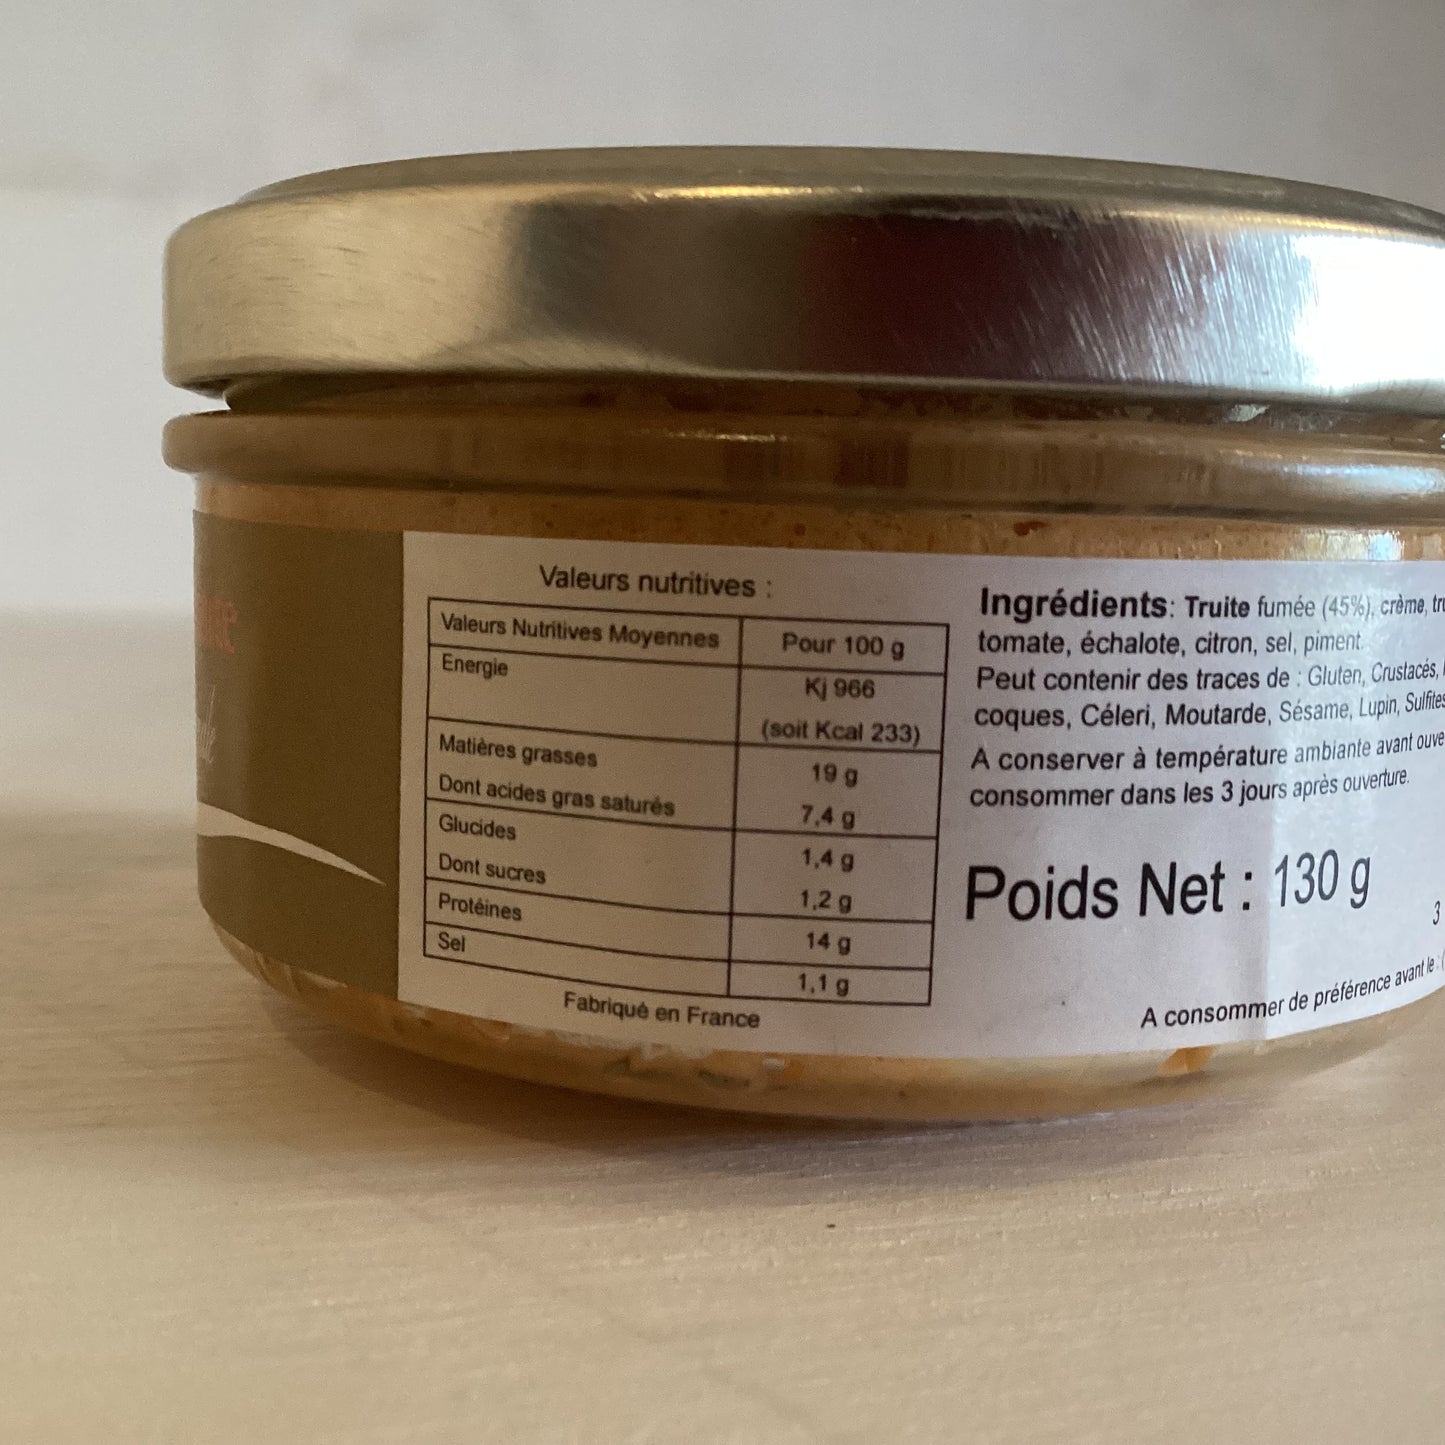 Valeurs nutritives :
Valeurs Nutritives Moyennes Pour 100 g
Energie Kj 966
(soit Kcal 233)
Matières grasses 19 g
Dont acides gras saturés 7,4 g
Glucides 1,4 g
Dont sucres 1,2 g
Protéines 14 g
Sel 1,1 g
Fabriqué en France
Ingrédients: Truite fumée (45%), crème, tru
tomate, échalote, citron, sel, piment.
Peut contenir des traces de : Gluten, Crustacés,
coques, Céleri, Moutarde, Sésame, Lupin, Sulfites
A conserver à température ambiante avant ouve
consommer dans les 3 jours après ouverture.
Poids Net : 130 g
3
A consommer de préférence avant le : (